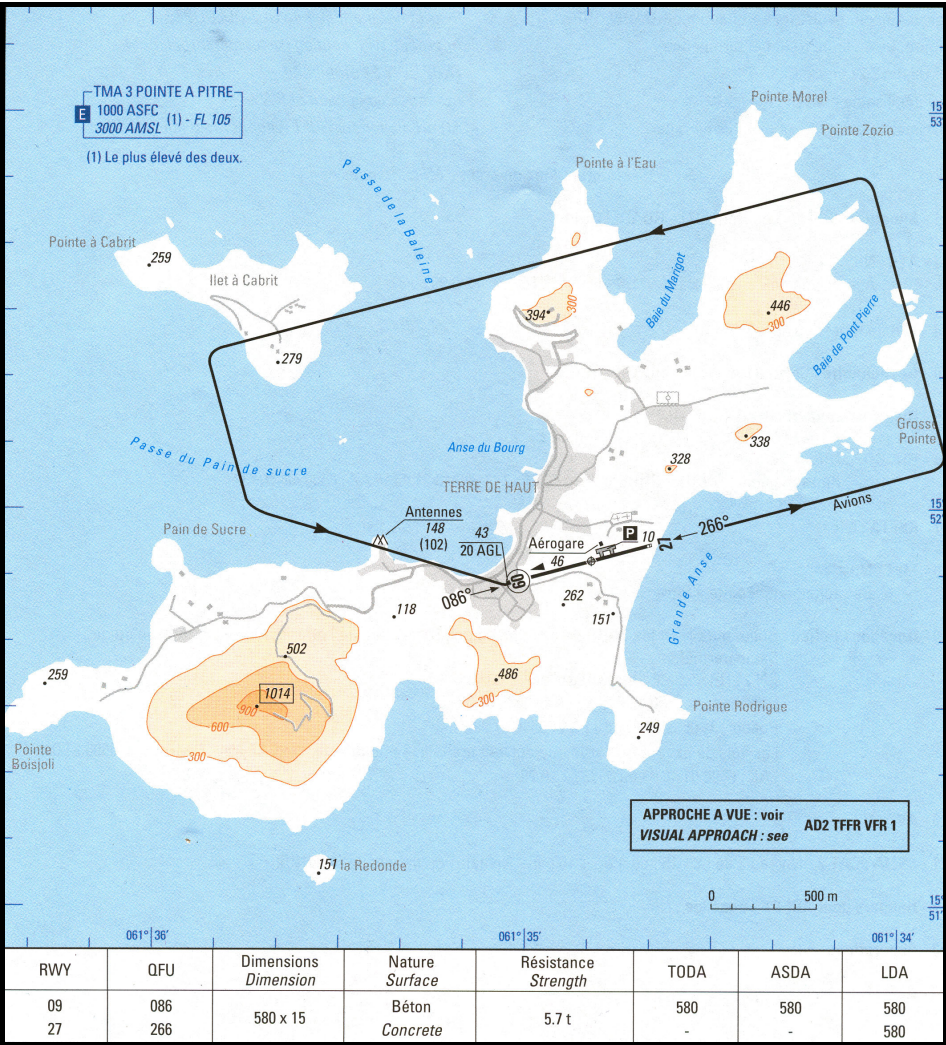 TMA 3 POINTE A PITRE
E
1000 ASFC
3000 AMSL
(1) - FL 105
(1) Le plus élevé des deux.
Pointe Morel
Pointe Zozio
15°
53'
Passe de la Baleine
Pointe à l'Eau
Pointe à Cabrit
259
Ilet à Cabrit
Baie du Marigot
394
300
446
300
Baie de Pont Pierre
279
Passe du Pain de sucre
Anse du Bourg
Grosse
Pointe
338
328
TERRE DE HAUT
Avions
15°
52'
Antennes
148
(102)
43
20 AGL
Pain de Sucre
Aérogare
46
P
10
27
266°
09
086°
Grande Anse
118
262
151
502
259
486
300
1014
900
600
300
Pointe Rodrigue
249
Pointe
Boisjoli
APPROCHE A VUE : voir
VISUAL APPROACH : see
AD2 TFFR VFR 1
151
la Redonde
0
500 m
15°
51'
061° 36'
061° 35'
061° 34'
RWY QFU Dimensions Nature Résistance TODA ASDA LDA
Dimension Surface Strength
09 086 580 x 15 Béton 5.7 t 580 580 580
27 266 Concrete - - 580